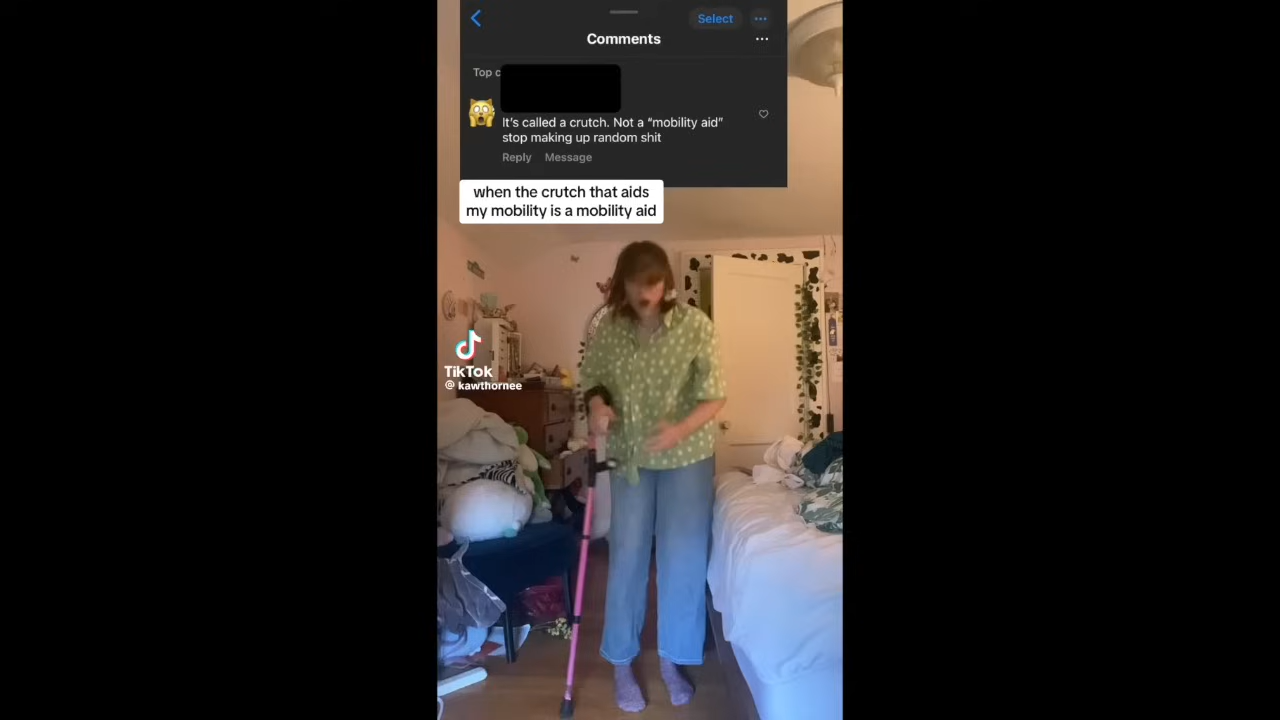 Select
Comments
Top c
It's called a crutch. Not a “mobility aid”
stop making up random shit
Reply Message
when the crutch that aids
my mobility is a mobility aid
TikTok
@ kawthornee